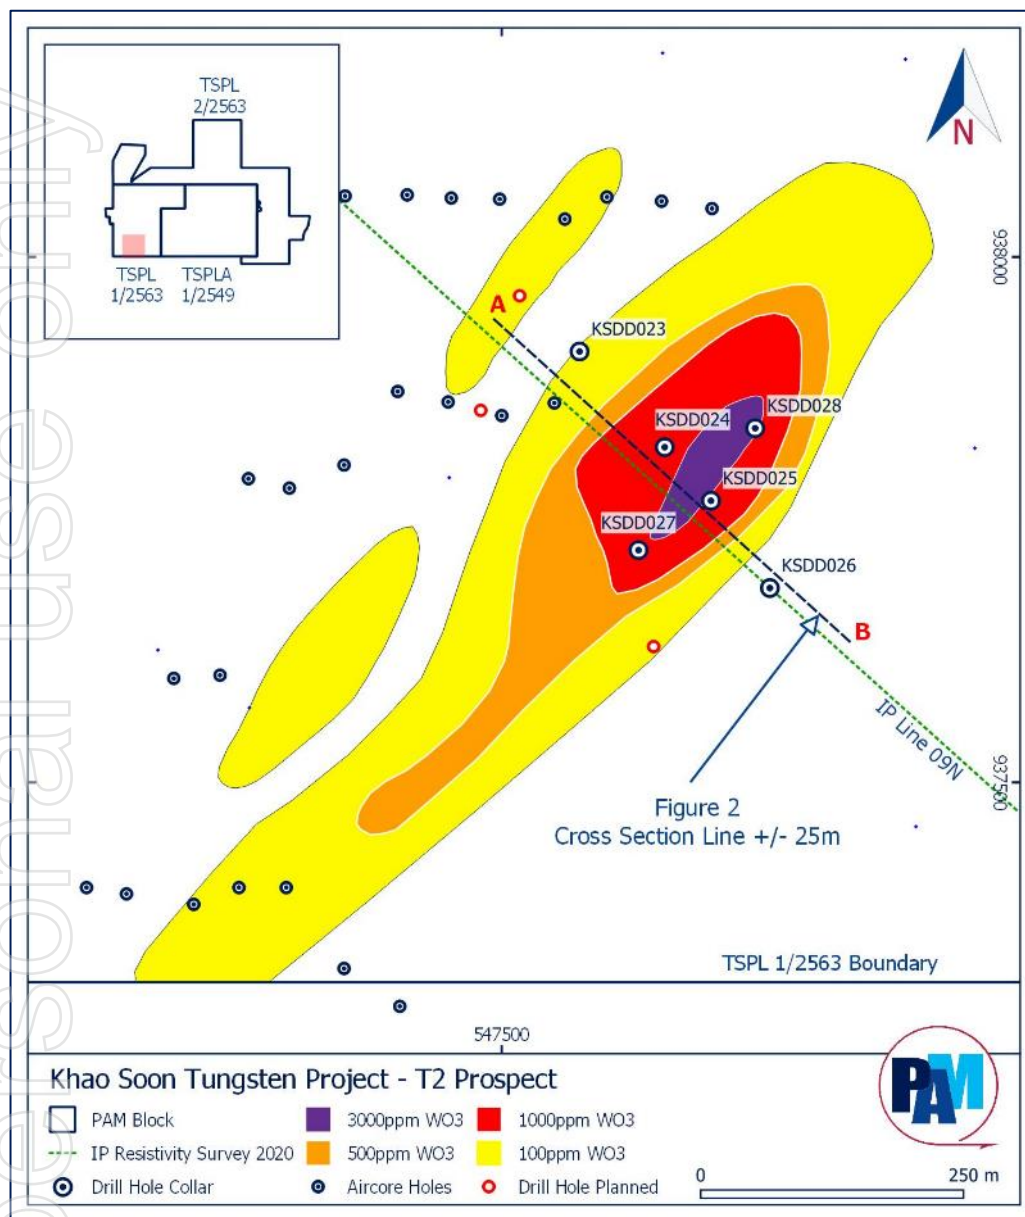 personal use only
TSPL
2/2563
TSPL
1/2563
TSPLA
1/2549
N
938000
A
KSDD023
KSDD024
KSDD028
KSDD025
KSDD027
KSDD026
B
IP Line 09N
937500
Figure 2
Cross Section Line +/- 25m
TSPL 1/2563 Boundary
547500
Khao Soon Tungsten Project - T2 Prospect
PAM Block
3000ppm WO3
1000ppm WO3
IP Resistivity Survey 2020
500ppm WO3
100ppm WO3
Drill Hole Collar
Aircore Holes
Drill Hole Planned
0
250 m
PAM